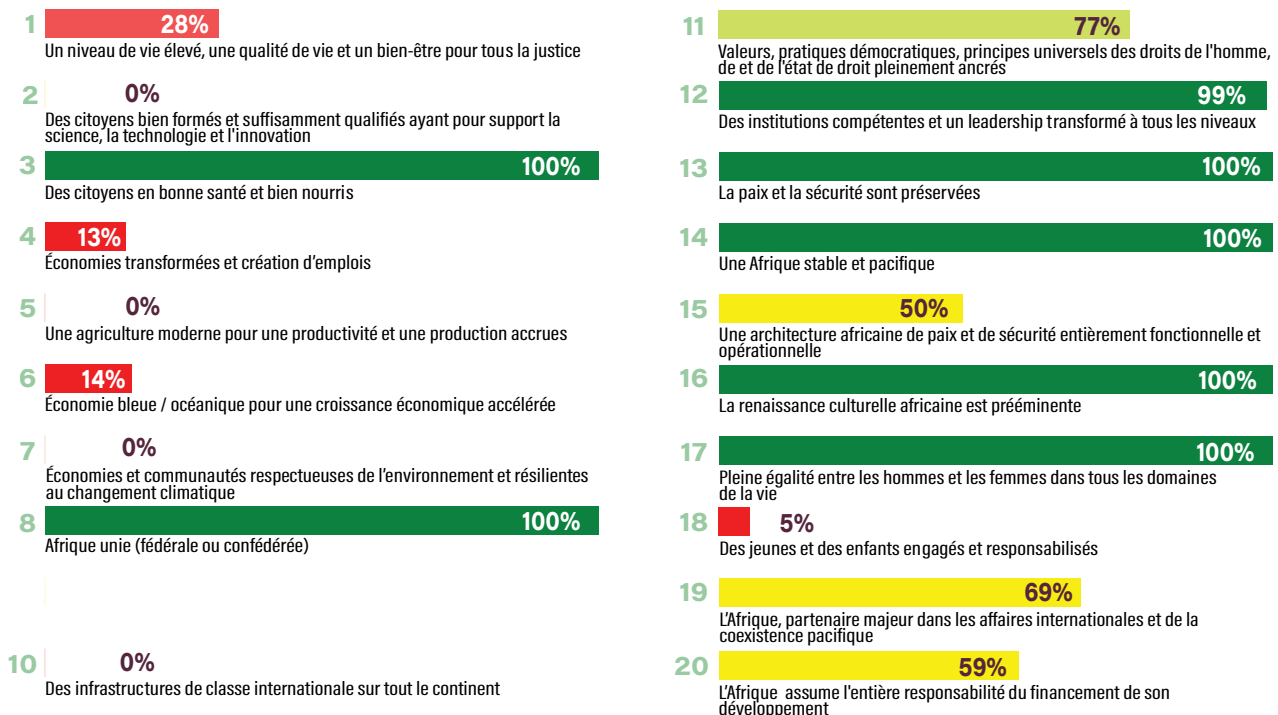 1
28%
Un niveau de vie élevé, une qualité de vie et un bien-être pour tous la justice
2
0%
Des citoyens bien formés et suffisamment qualifiés ayant pour support la
science, la technologie et l'innovation
3
100%
Des citoyens en bonne santé et bien nourris
4
13%
Économies transformées et création d'emplois
5
0%
Une agriculture moderne pour une productivité et une production accrues
6
14%
Économie bleue / océanique pour une croissance économique accélérée
7
0%
Économies et communautés respectueuses de l'environnement et résilientes
au changement climatique
8
100%
Afrique unie (fédérale ou confédérée)
10
0%
Des infrastructures de classe internationale sur tout le continent
11
77%
Valeurs, pratiques démocratiques, principes universels des droits de l'homme,
de et de l'état de droit pleinement ancrés
12
99%
Des institutions compétentes et un leadership transformé à tous les niveaux
13
100%
La paix et la sécurité sont préservées
14
100%
Une Afrique stable et pacifique
15
50%
Une architecture africaine de paix et de sécurité entièrement fonctionnelle et
opérationnelle
16
100%
La renaissance culturelle africaine est prééminente
17
100%
Pleine égalité entre les hommes et les femmes dans tous les domaines
de la vie
18
5%
Des jeunes et des enfants engagés et responsabilisés
19
69%
L'Afrique, partenaire majeur dans les affaires internationales et de la
coexistence pacifique
20
59%
L'Afrique assume l'entière responsabilité du financement de son
développement